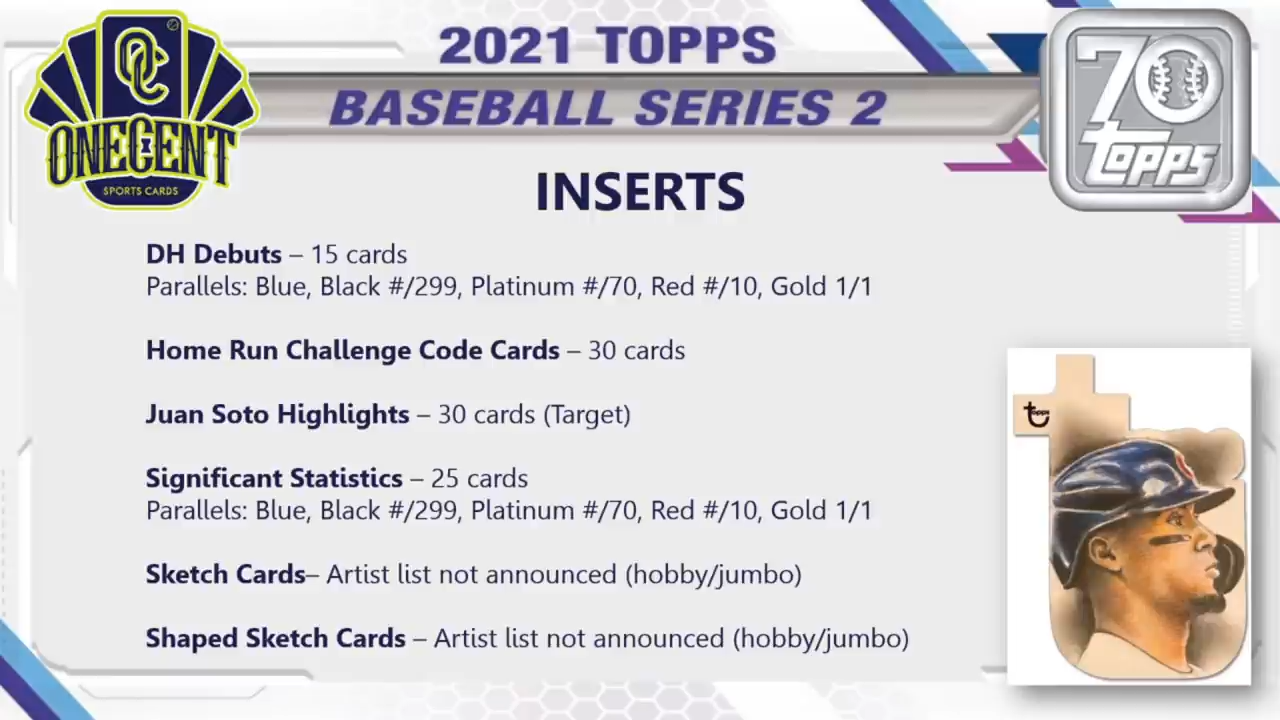 2021 TOPPS
BASEBALL SERIES 2
OC
ONECENT
SPORTS CARDS
70
topps
INSERTS
DH Debuts – 15 cards
Parallels: Blue, Black #/299, Platinum #/70, Red #/10, Gold 1/1
Home Run Challenge Code Cards – 30 cards
Juan Soto Highlights – 30 cards (Target)
Significant Statistics – 25 cards
Parallels: Blue, Black #/299, Platinum #/70, Red #/10, Gold 1/1
Sketch Cards– Artist list not announced (hobby/jumbo)
Shaped Sketch Cards – Artist list not announced (hobby/jumbo)
topps